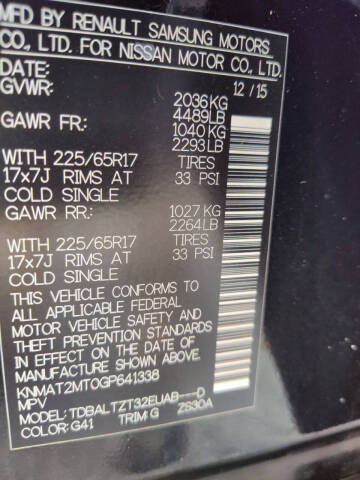 MFD BY RENAULT SAMSUNG MOTORS
CO., LTD. FOR NISSAN MOTOR CO., LTD.
DATE: 12/15
GVWR: 2036KG
4489LB
GAWR FR: 1040KG
2293LB
WITH 225/65R17 TIRES
17x7J RIMS AT 33 PSI
COLD SINGLE
GAWR RR: 1027KG
2264LB
WITH 225/65R17 TIRES
17x7J RIMS AT 33 PSI
COLD SINGLE
THIS VEHICLE CONFORMS TO
ALL APPLICABLE FEDERAL
MOTOR VEHICLE SAFETY AND
THEFT PREVENTION STANDARDS
IN EFFECT ON THE DATE OF
MANUFACTURE SHOWN ABOVE.
KNMAT2MT0GP641338
MPV
MODEL: TDBALTZT32EUAB---D
COLOR: G41 TRIM: G ZS30A